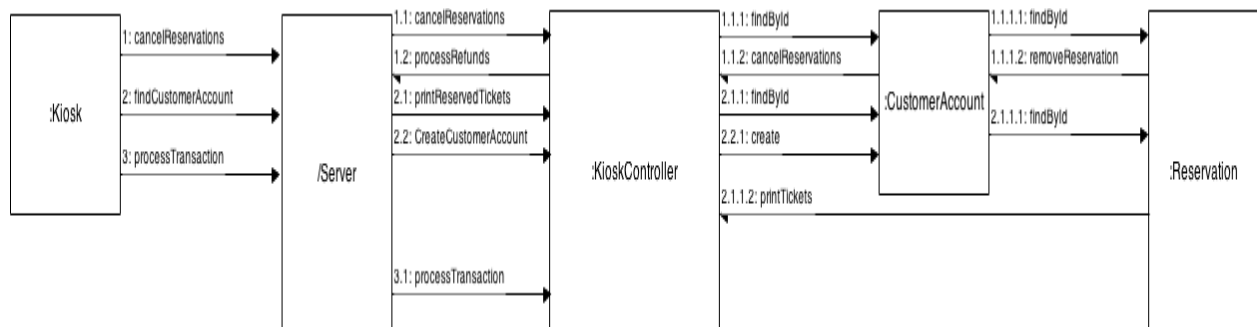 :Kiosk
1: cancelReservations
2: findCustomerAccount
3: processTransaction
/Server
1.1: cancelReservations
1.2: processRefunds
2.1: printReservedTickets
2.2: CreateCustomerAccount
3.1: processTransaction
:KioskController
1.1.1: findById
1.1.2: cancelReservations
2.1.1: findById
2.2.1: create
2.1.1.2: printTickets
:CustomerAccount
1.1.1.1: findById
1.1.1.2: removeReservation
2.1.1.1: findById
:Reservation